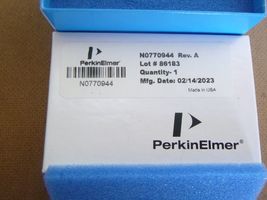 N0770944 Rev. A
Lot # 86183
Quantity- 1
Mfg. Date: 02/14/2023
Made in USA
PerkinElmer®
N0770944
PerkinElmer®